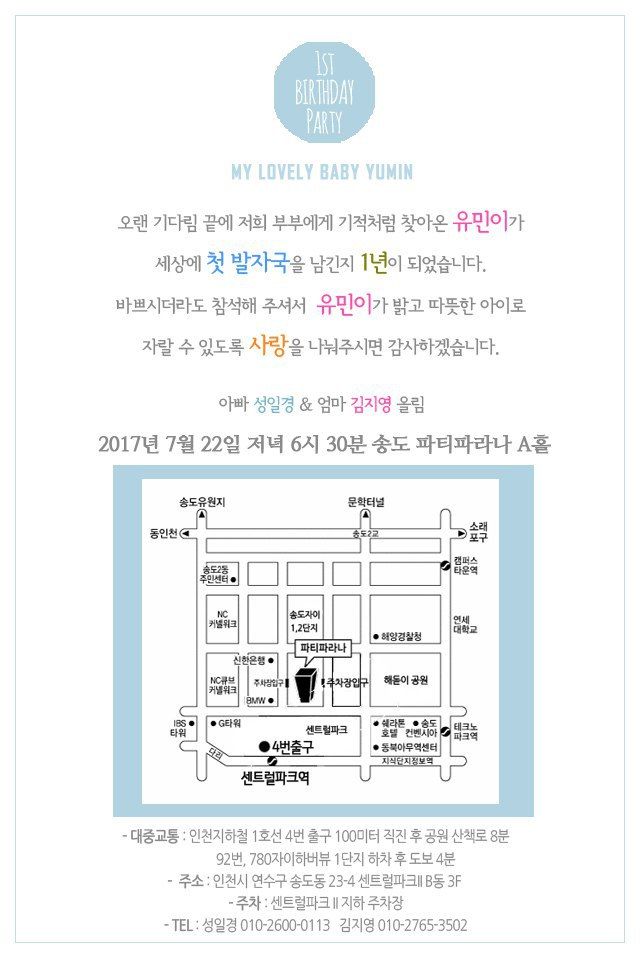 1ST
BIRTHDAY
PARTY
MY LOVELY BABY YUMIN
오랜 기다림 끝에 저희 부부에게 기적처럼 찾아온 유민이가
세상에 첫 발자국을 남긴지 1년이 되었습니다.
바쁘시더라도 참석해 주셔서 유민이가 밝고 따뜻한 아이로
자랄 수 있도록 사랑을 나눠주시면 감사하겠습니다.
아빠 성일경 & 엄마 김지영 올림
2017년 7월 22일 저녁 6시 30분 송도 파티파라나 A홀
송도유원지
문학터널
동인천
송도2교
소래
포구
송도2동
주민센터
캠퍼스
타운역
NC
커넬워크
송도자이
1,2단지
연세
대학교
해양경찰청
파티파라나
신한은행
NC큐브
커넬워크
주차장입구
주차장입구
해돋이 공원
BMW
IBS
타워
G타워
센트럴파크
쉐라톤
호텔
송도
컨벤시아
테크노
파크역
4번출구
동북아무역센터
다리
지식단지정보역
센트럴파크역
- 대중교통 : 인천지하철 1호선 4번 출구 100미터 직진 후 공원 산책로 8분
92번, 780자이하버뷰 1단지 하차 후 도보 4분
- 주소 : 인천시 연수구 송도동 23-4 센트럴파크II B동 3F
- 주차 : 센트럴파크 II 지하 주차장
- TEL : 성일경 010-2600-0113 김지영 010-2765-3502